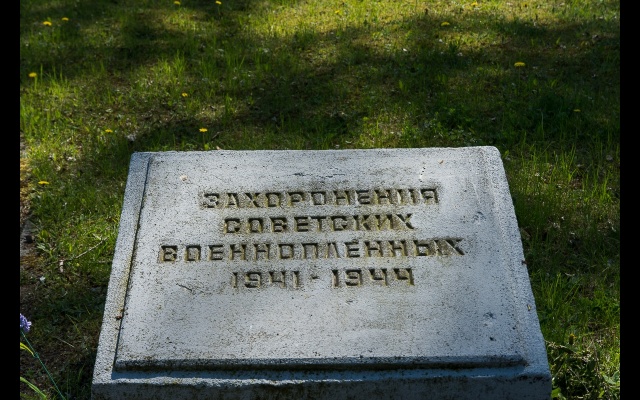 ЗАХОРОНЕНИЯ
СОВЕТСКИХ
ВОЕННОПЛЕННЫХ
1941 - 1944